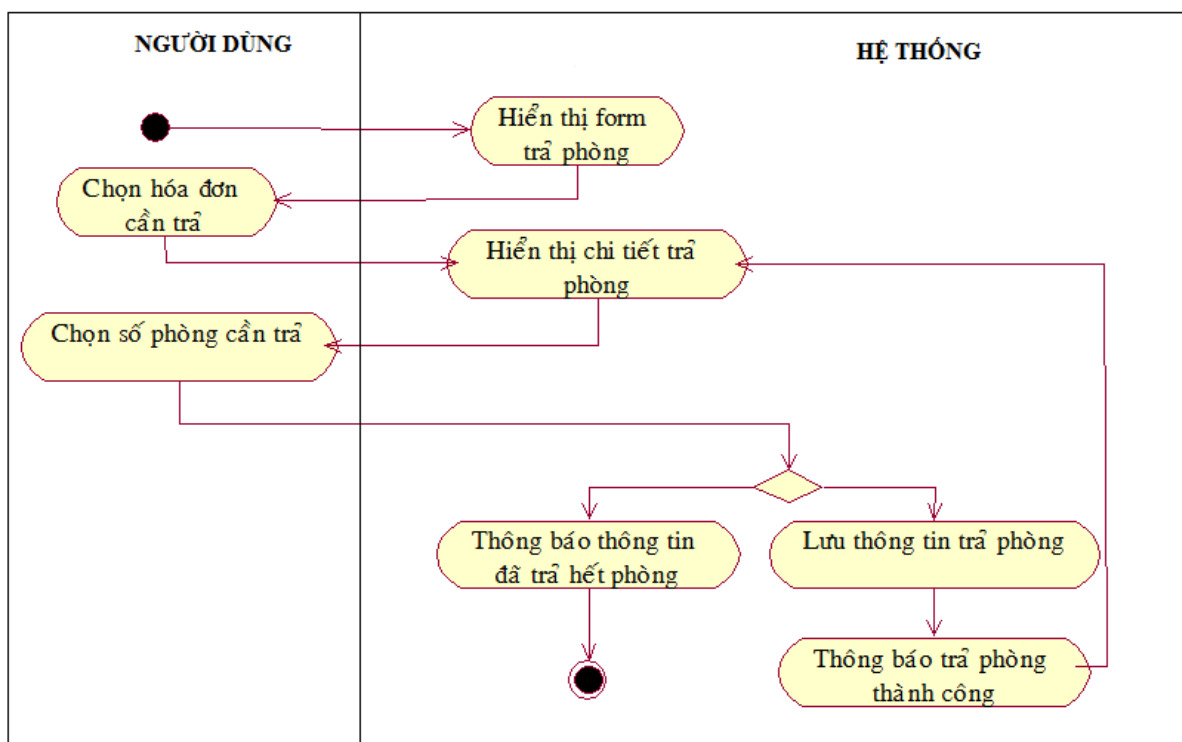 NGƯỜI DÙNG
HỆ THỐNG
Hiển thị form
trả phòng
Chọn hóa đơn
cần trả
Hiển thị chi tiết trả
phòng
Chọn số phòng cần trả
Thông báo thông tin
đã trả hết phòng
Lưu thông tin trả phòng
Thông báo trả phòng
thành công